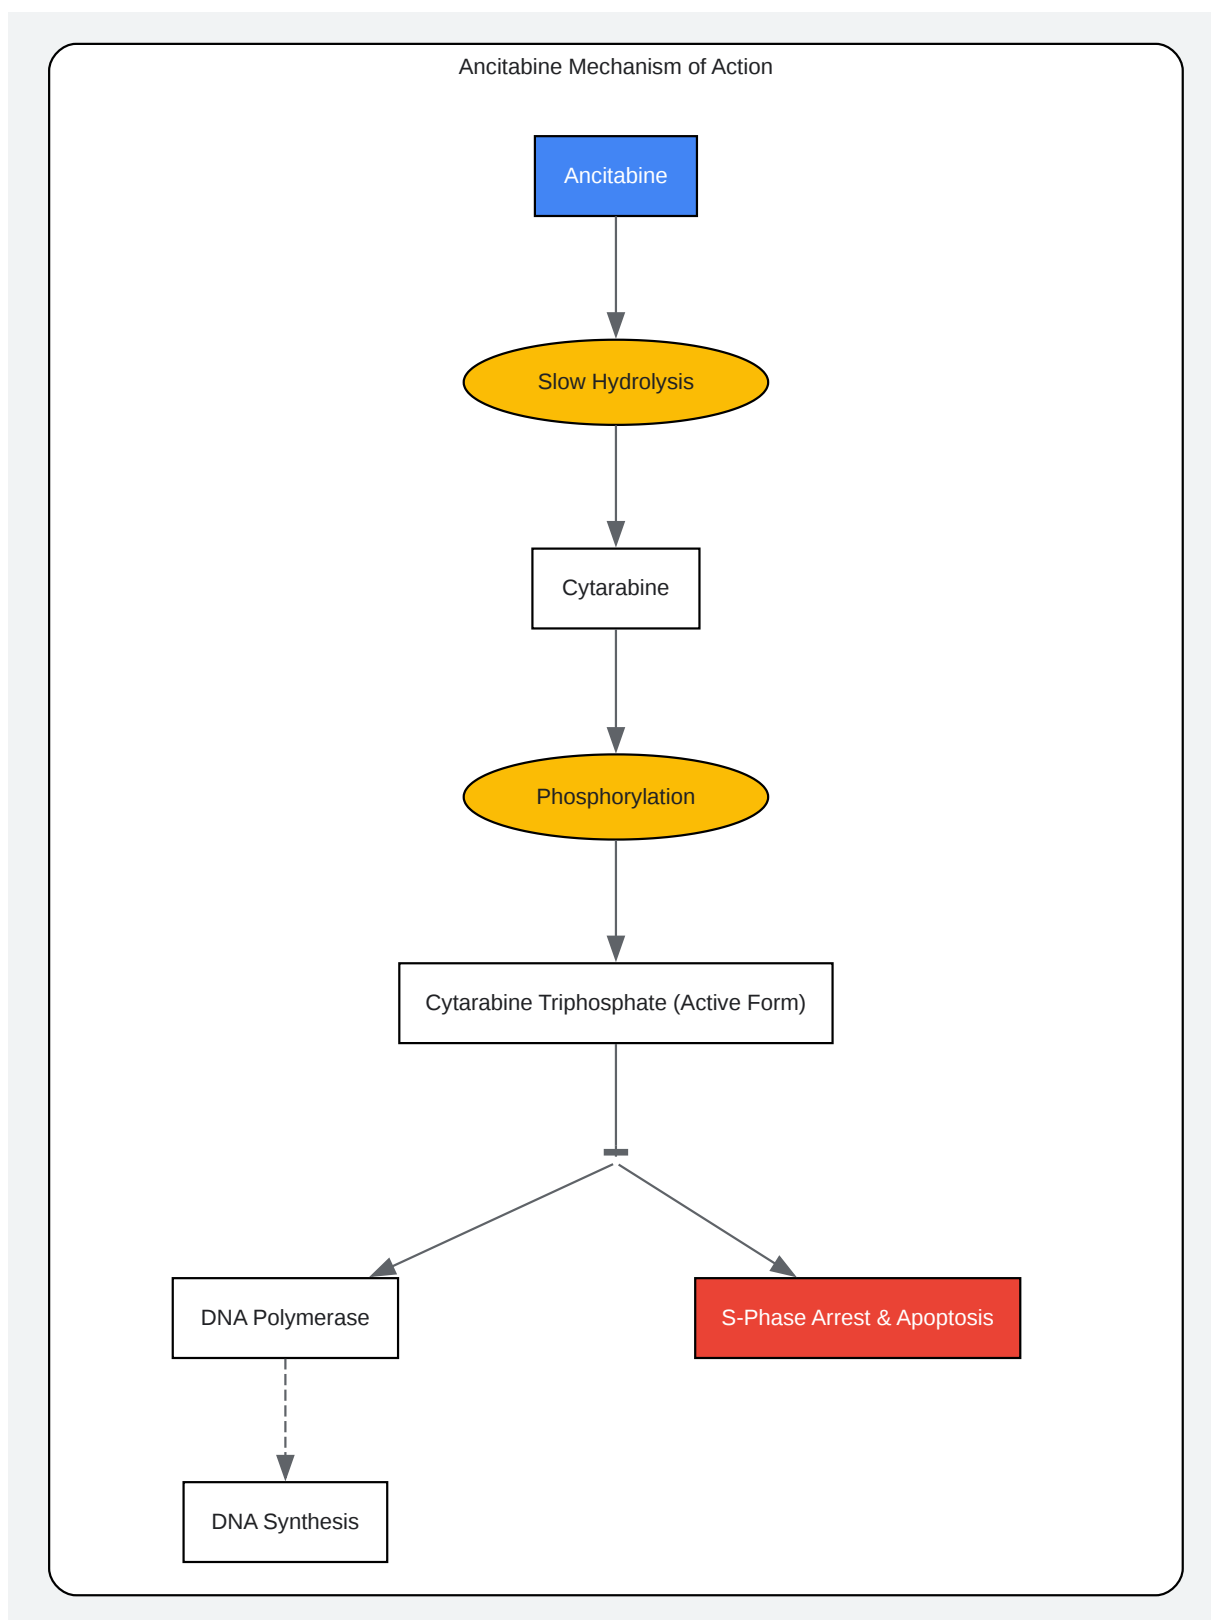 Ancitabine Mechanism of Action
Ancitabine
Slow Hydrolysis
Cytarabine
Phosphorylation
Cytarabine Triphosphate (Active Form)
DNA Polymerase
S-Phase Arrest & Apoptosis
DNA Synthesis